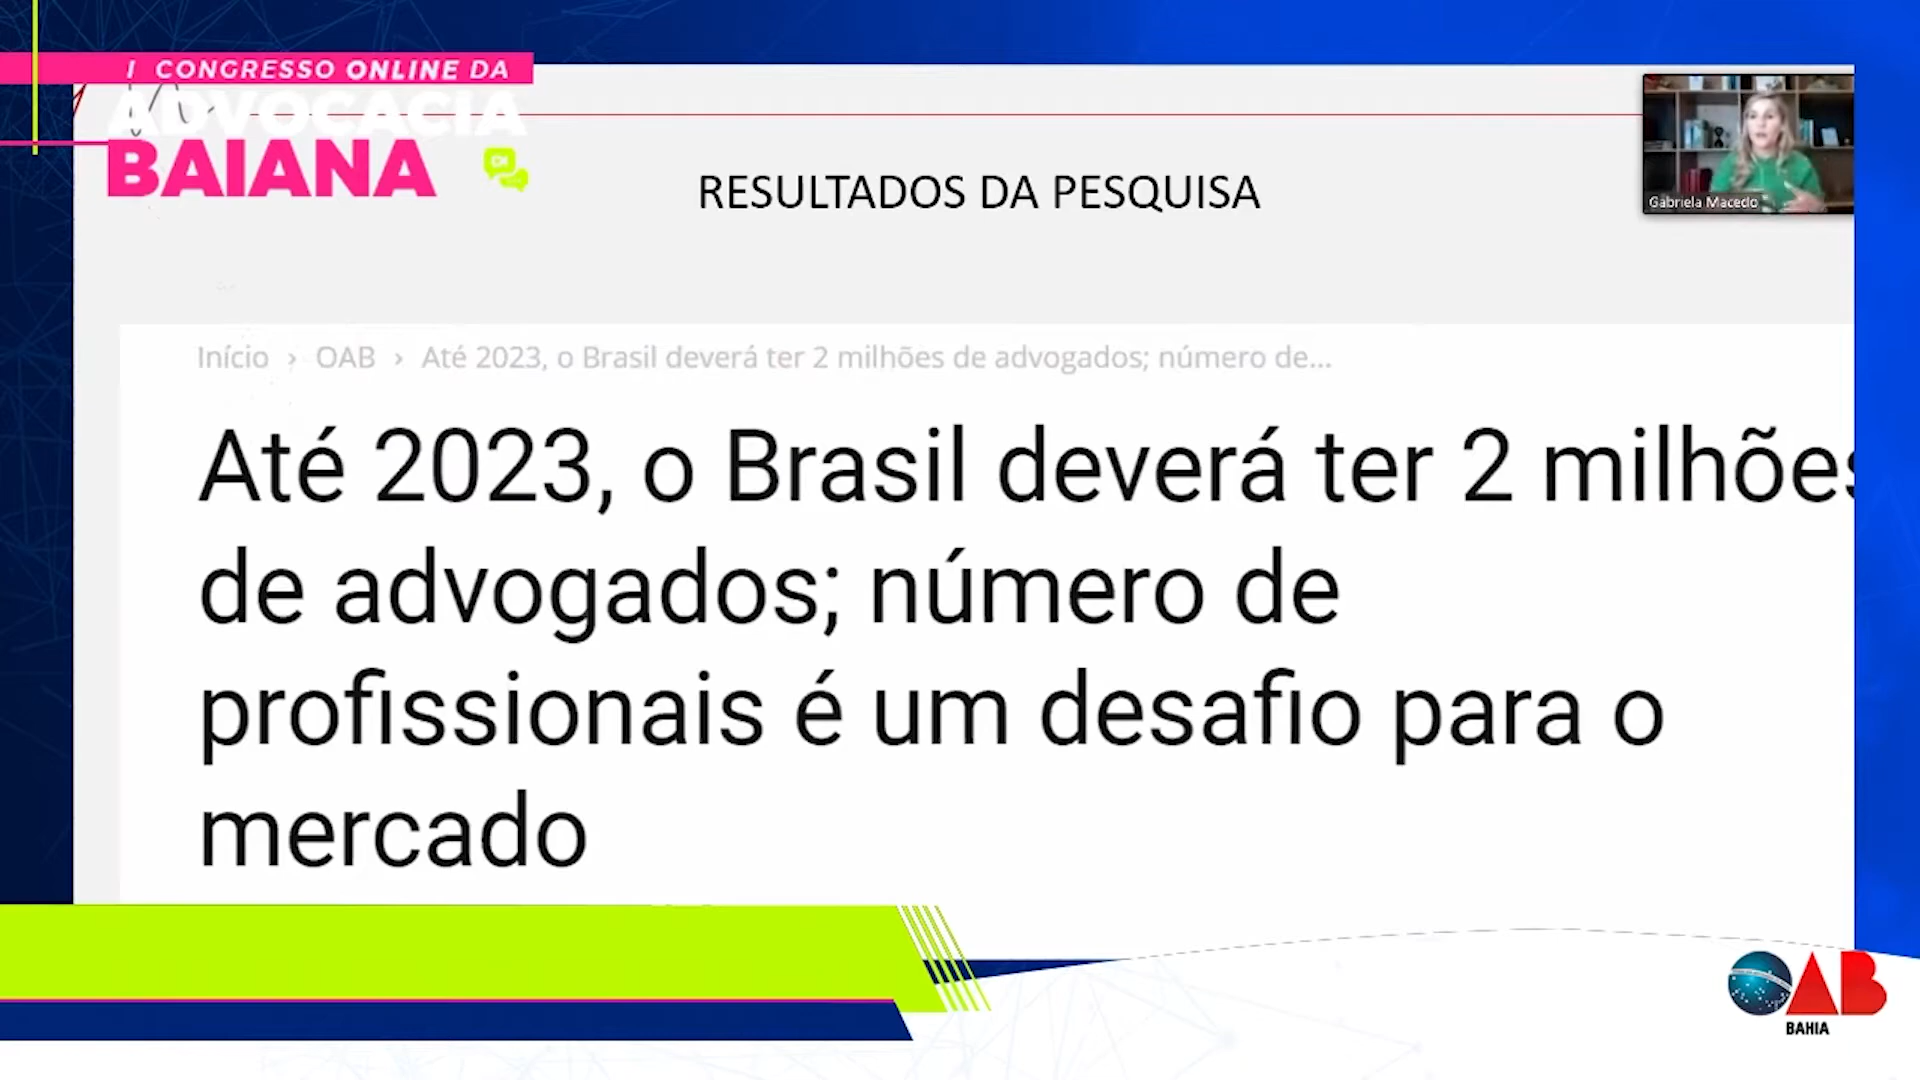 I CONGRESSO ONLINE DA
ADVOCACIA
BAIANA
RESULTADOS DA PESQUISA
Gabriela Macedo
Início › OAB › Até 2023, o Brasil deverá ter 2 milhões de advogados; número de...
Até 2023, o Brasil deverá ter 2 milhões
de advogados; número de
profissionais é um desafio para o
mercado
OAB
BAHIA